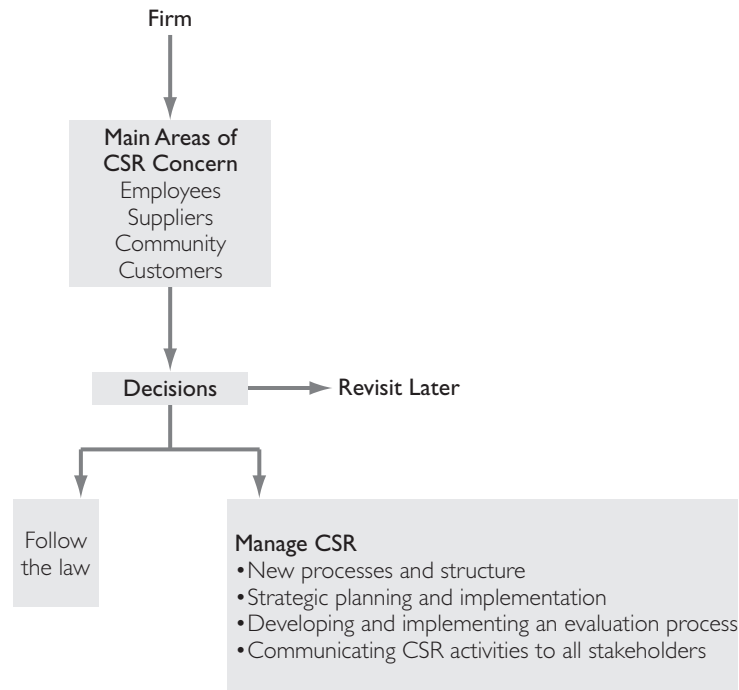 Firm
Main Areas of
CSR Concern
Employees
Suppliers
Community
Customers
Decisions
Revisit Later
Follow
the law
Manage CSR
•New processes and structure
•Strategic planning and implementation
•Developing and implementing an evaluation process
•Communicating CSR activities to all stakeholders